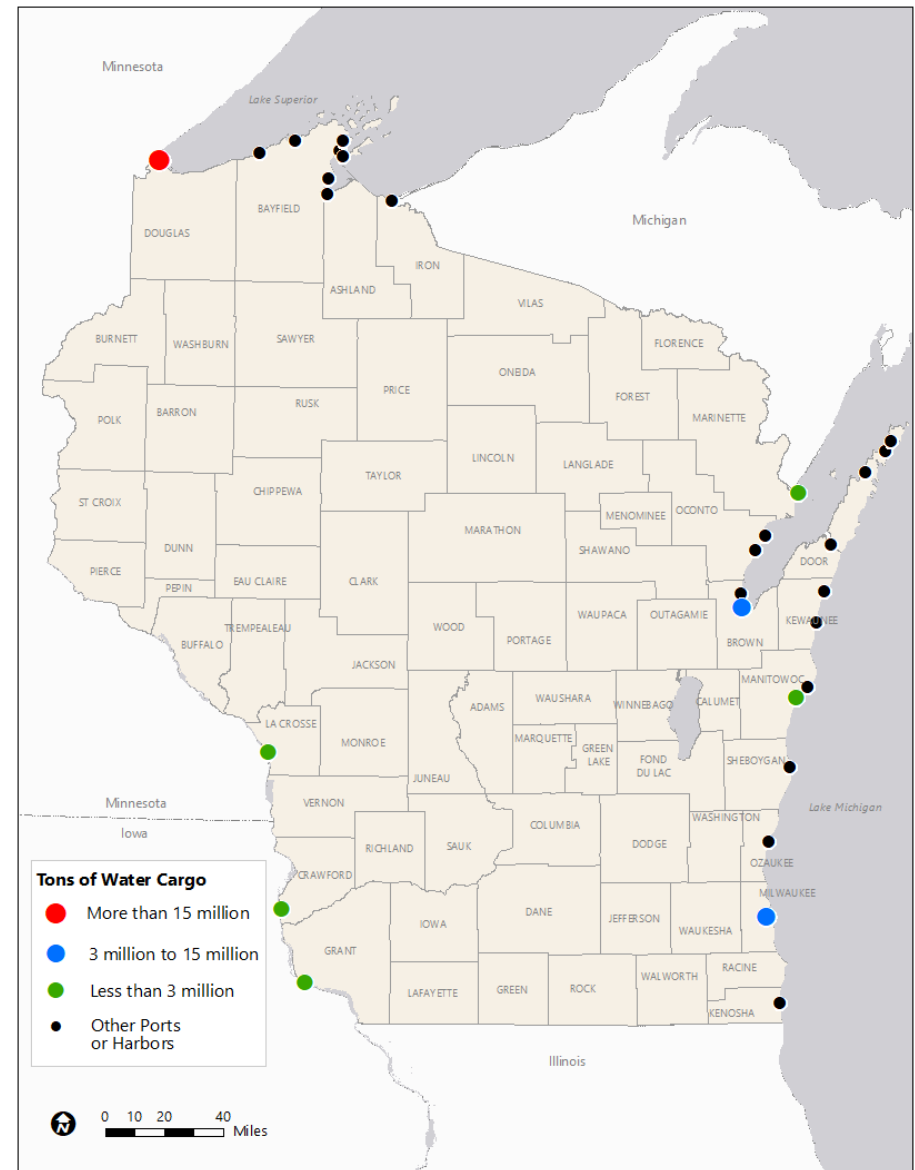 Minnesota
Lake Superior
Michigan
BAYFIELD
DOUGLAS
IRON
ASHLAND
VILAS
BURNETT
WASHBURN
SAWYER
FLORENCE
ONEIDA
PRICE
FOREST
RUSK
BARRON
POLK
MARINETTE
LINCOLN
LANGLADE
TAYLOR
CHIPPEWA
ST CROIX
OCONTO
MENOMINEE
MARATHON
SHAWANO
DUNN
DOOR
PIERCE
EAU CLAIRE
CLARK
PEPIN
WAUPACA
OUTAGAMIE
KEWAUNEE
TREMPEALEAU
WOOD
PORTAGE
BROWN
BUFFALO
JACKSON
MANITOWOC
WAUSHARA
ADAMS
WINNEBAGO
CALUMET
LA CROSSE
MARQUETTE
MONROE
GREEN
LAKE
FOND
DU LAC
SHEBOYGAN
JUNEAU
Minnesota
VERNON
Lake Michigan
WASHINGTON
Iowa
COLUMBIA
DODGE
RICHLAND
SAUK
OZAUKEE
CRAWFORD
MILWAUKEE
DANE
JEFFERSON
IOWA
WAUKESHA
GRANT
RACINE
WALWORTH
LAFAYETTE
GREEN
ROCK
KENOSHA
Illinois
Tons of Water Cargo
More than 15 million
3 million to 15 million
Less than 3 million
Other Ports
or Harbors
N
0 10 20 40
Miles